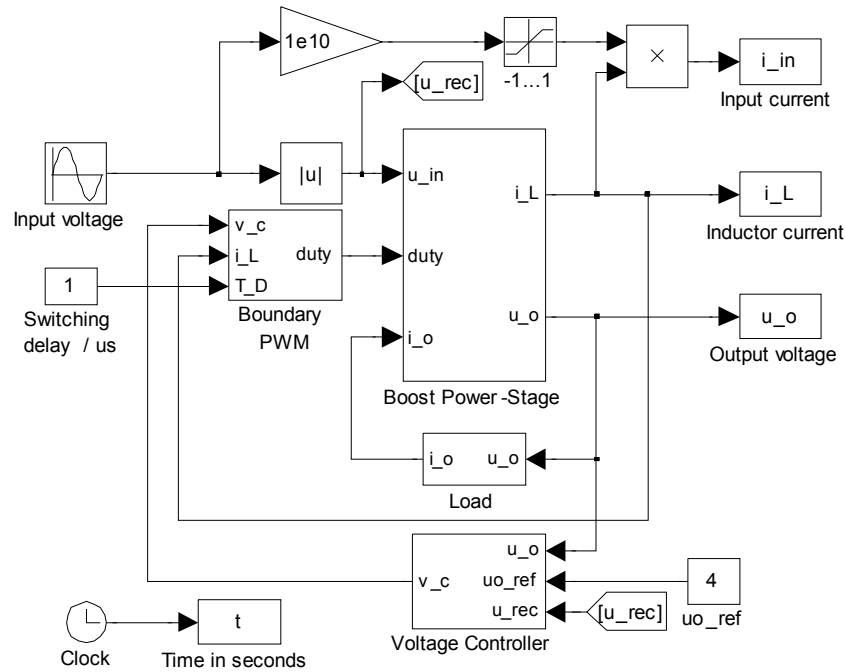 1e10
-1...1
×
i_in
Input current
[u_rec]
Input voltage
|u|
u_in
duty
i_o
i_L
u_o
Boost Power -Stage
i_L
Inductor current
v_c
i_L
T_D
duty
Boundary
PWM
1
Switching
delay / us
u_o
Output voltage
i_o
u_o
Load
v_c
u_o
uo_ref
u_rec
Voltage Controller
4
uo_ref
[u_rec]
Clock
t
Time in seconds